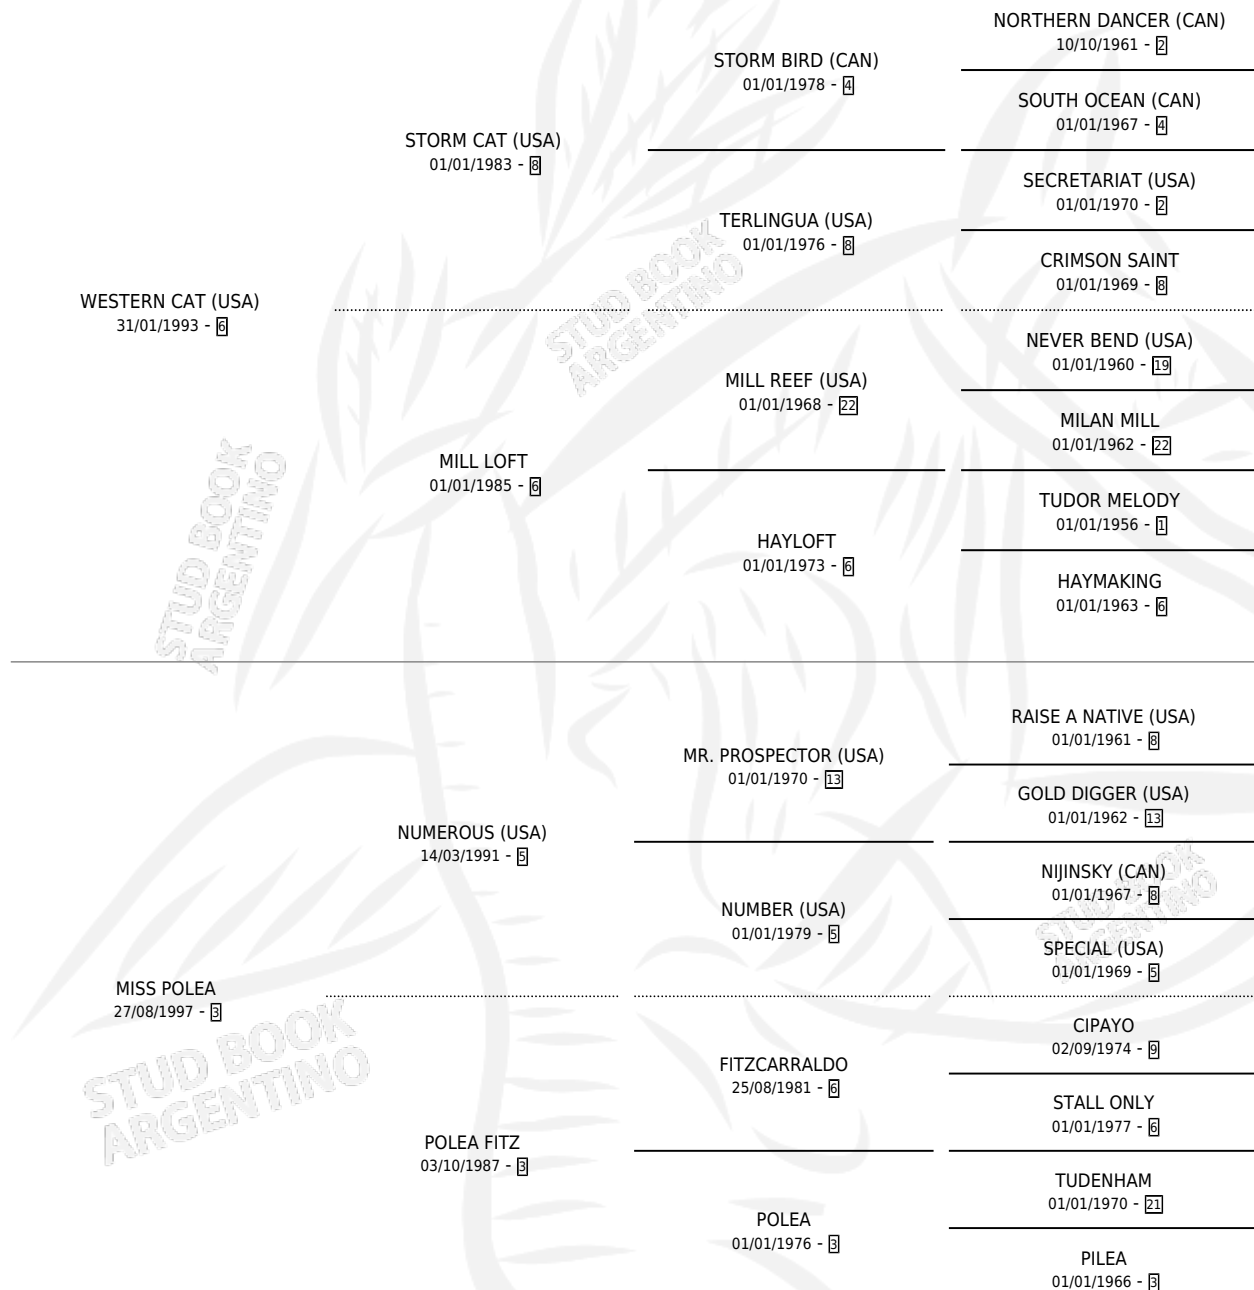 NORTHERN DANCER (CAN)
10/10/1961 - 2
STORM BIRD (CAN)
01/01/1978 - 4
SOUTH OCEAN (CAN)
01/01/1967 - 4
STORM CAT (USA)
01/01/1983 - 8
SECRETARIAT (USA)
01/01/1970 - 2
TERLINGUA (USA)
01/01/1976 - 8
CRIMSON SAINT
01/01/1969 - 8
WESTERN CAT (USA)
31/01/1993 - 6
STUD BOOK
ARGENTINO
NEVER BEND (USA)
01/01/1960 - 19
MILL REEF (USA)
01/01/1968 - 22
MILAN MILL
01/01/1962 - 22
MILL LOFT
01/01/1985 - 6
TUDOR MELODY
01/01/1956 - 1
HAYLOFT
01/01/1973 - 6
HAYMAKING
01/01/1963 - 6
STUD BOOK
ARGENTINO
RAISE A NATIVE (USA)
01/01/1961 - 8
MR. PROSPECTOR (USA)
01/01/1970 - 13
GOLD DIGGER (USA)
01/01/1962 - 13
NUMEROUS (USA)
14/03/1991 - 5
NIJINSKY (CAN)
01/01/1967 - 8
NUMBER (USA)
01/01/1979 - 5
STUD BOOK
ARGENTINO
SPECIAL (USA)
01/01/1969 - 5
MISS POLEA
27/08/1997 - 3
STUD BOOK
ARGENTINO
CIPAYO
02/09/1974 - 9
FITZCARRALDO
25/08/1981 - 6
STALL ONLY
01/01/1977 - 6
POLEA FITZ
03/10/1987 - 3
TUDENHAM
01/01/1970 - 21
POLEA
01/01/1976 - 3
PILEA
01/01/1966 - 3